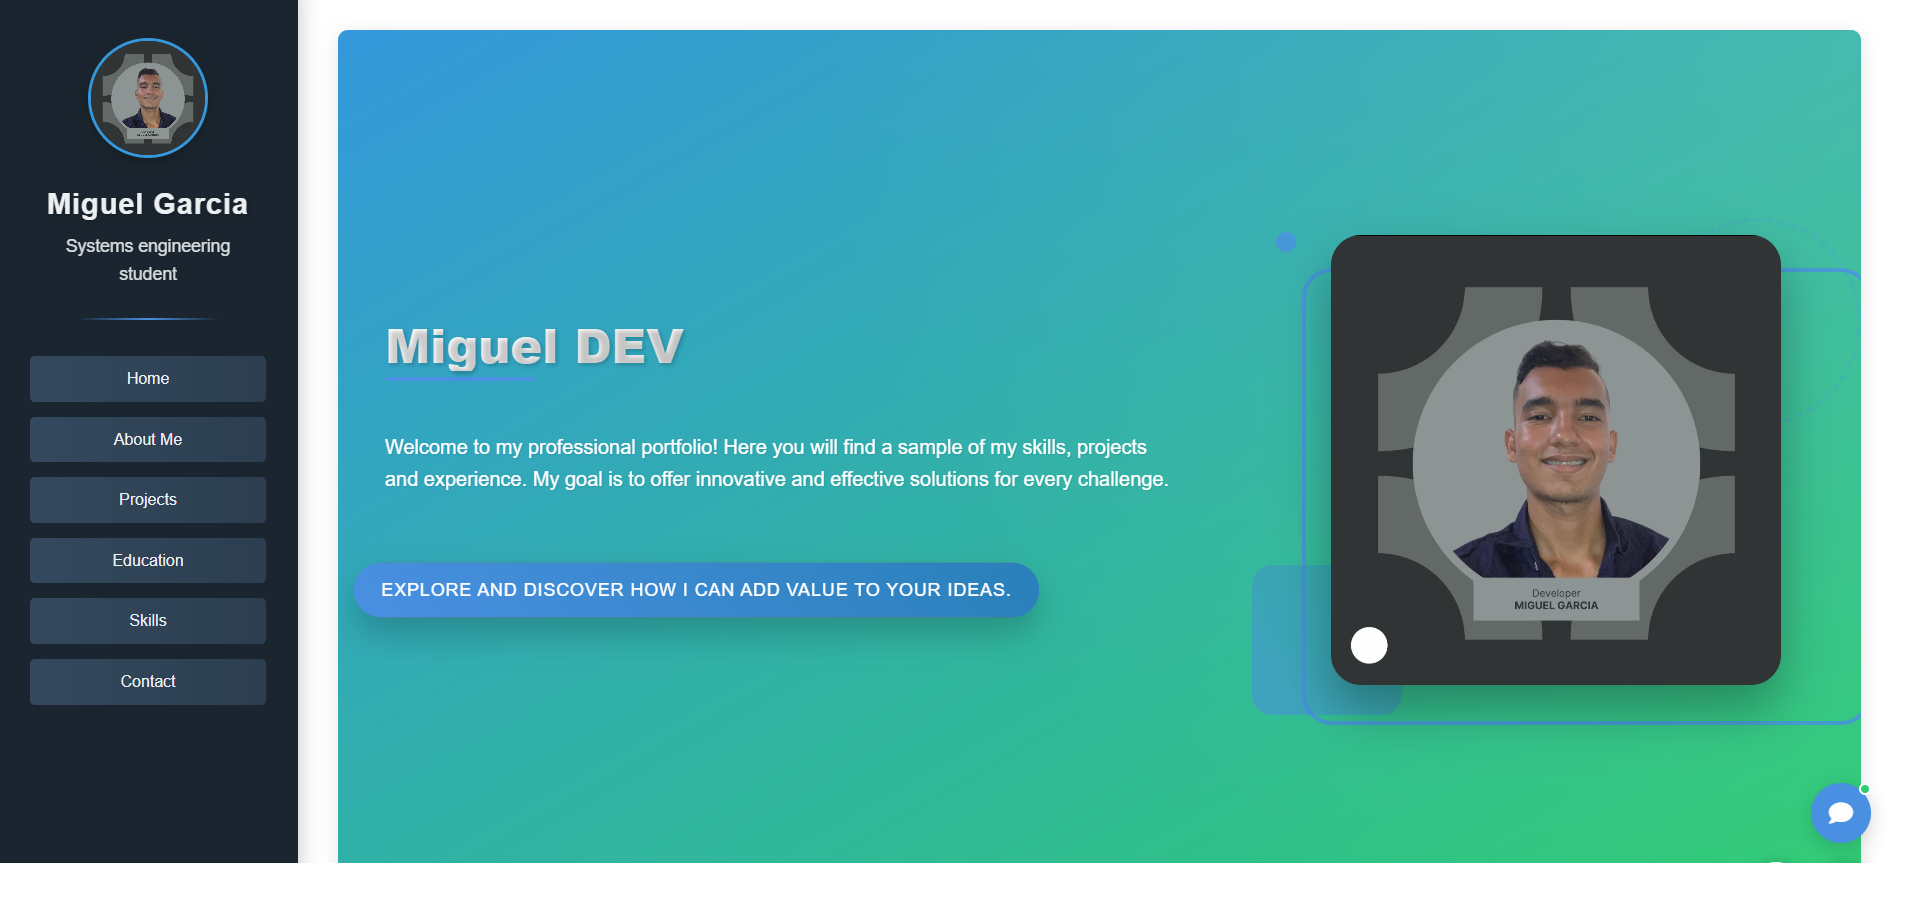 Miguel Garcia
Systems engineering
student
Home
About Me
Projects
Education
Skills
Contact
Miguel DEV
Welcome to my professional portfolio! Here you will find a sample of my skills, projects
and experience. My goal is to offer innovative and effective solutions for every challenge.
EXPLORE AND DISCOVER HOW I CAN ADD VALUE TO YOUR IDEAS.
Developer
MIGUEL GARCIA